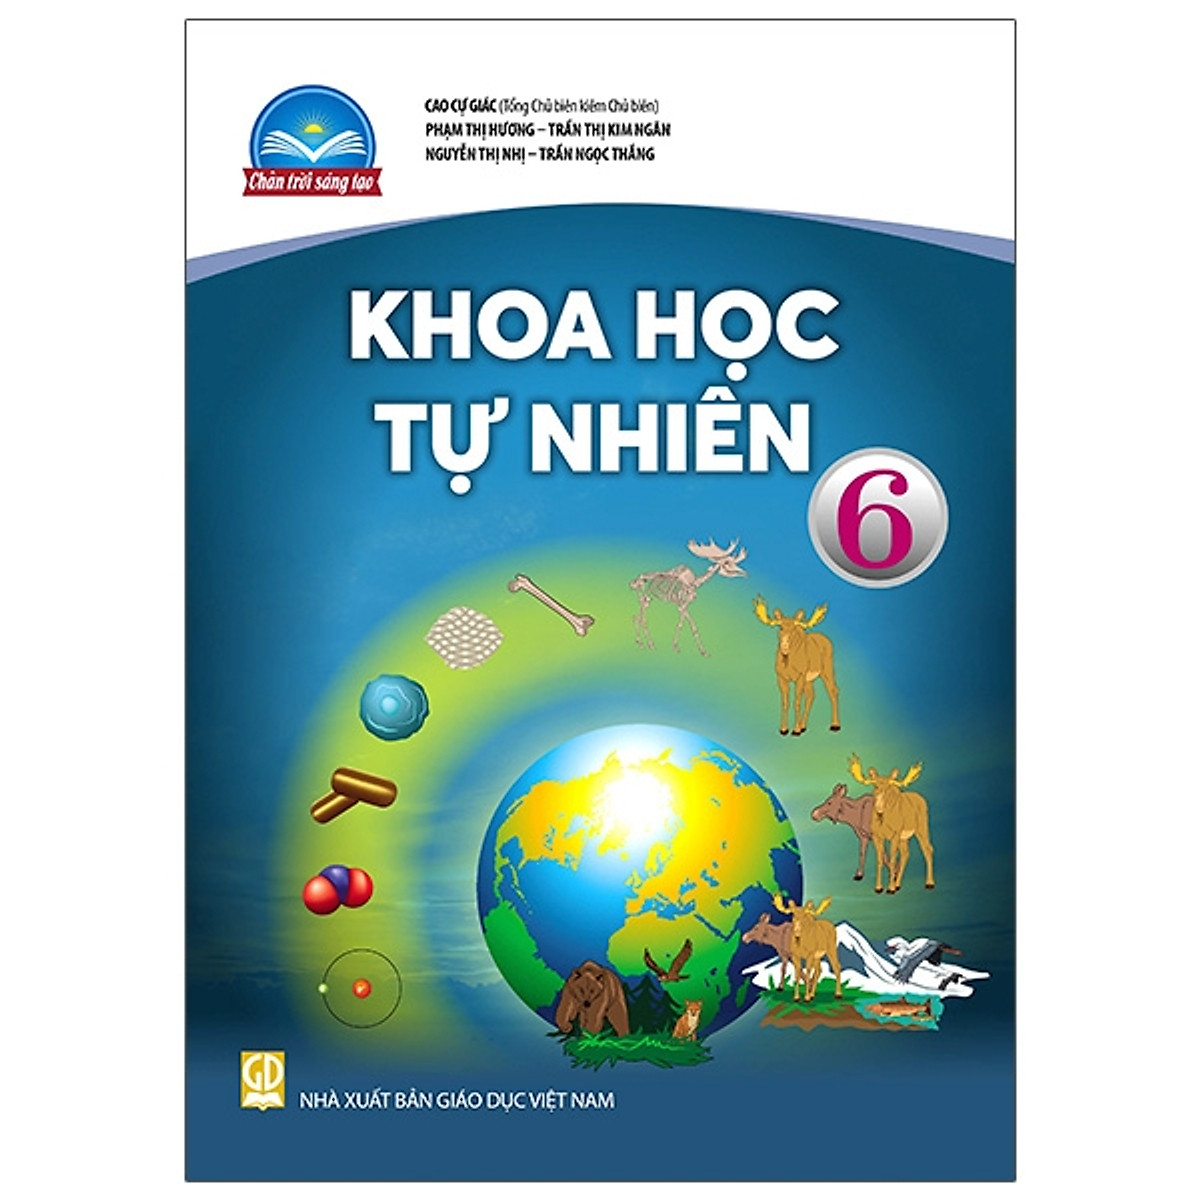 CAO CỰ GIÁC (Tổng Chủ biên kiêm Chủ biên)
PHẠM THỊ HƯƠNG – TRẦN THỊ KIM NGÂN
NGUYỄN THỊ NHỊ – TRẦN NGỌC THẮNG
Chân trời sáng tạo
KHOA HỌC
TỰ NHIÊN
6
GD
NHÀ XUẤT BẢN GIÁO DỤC VIỆT NAM